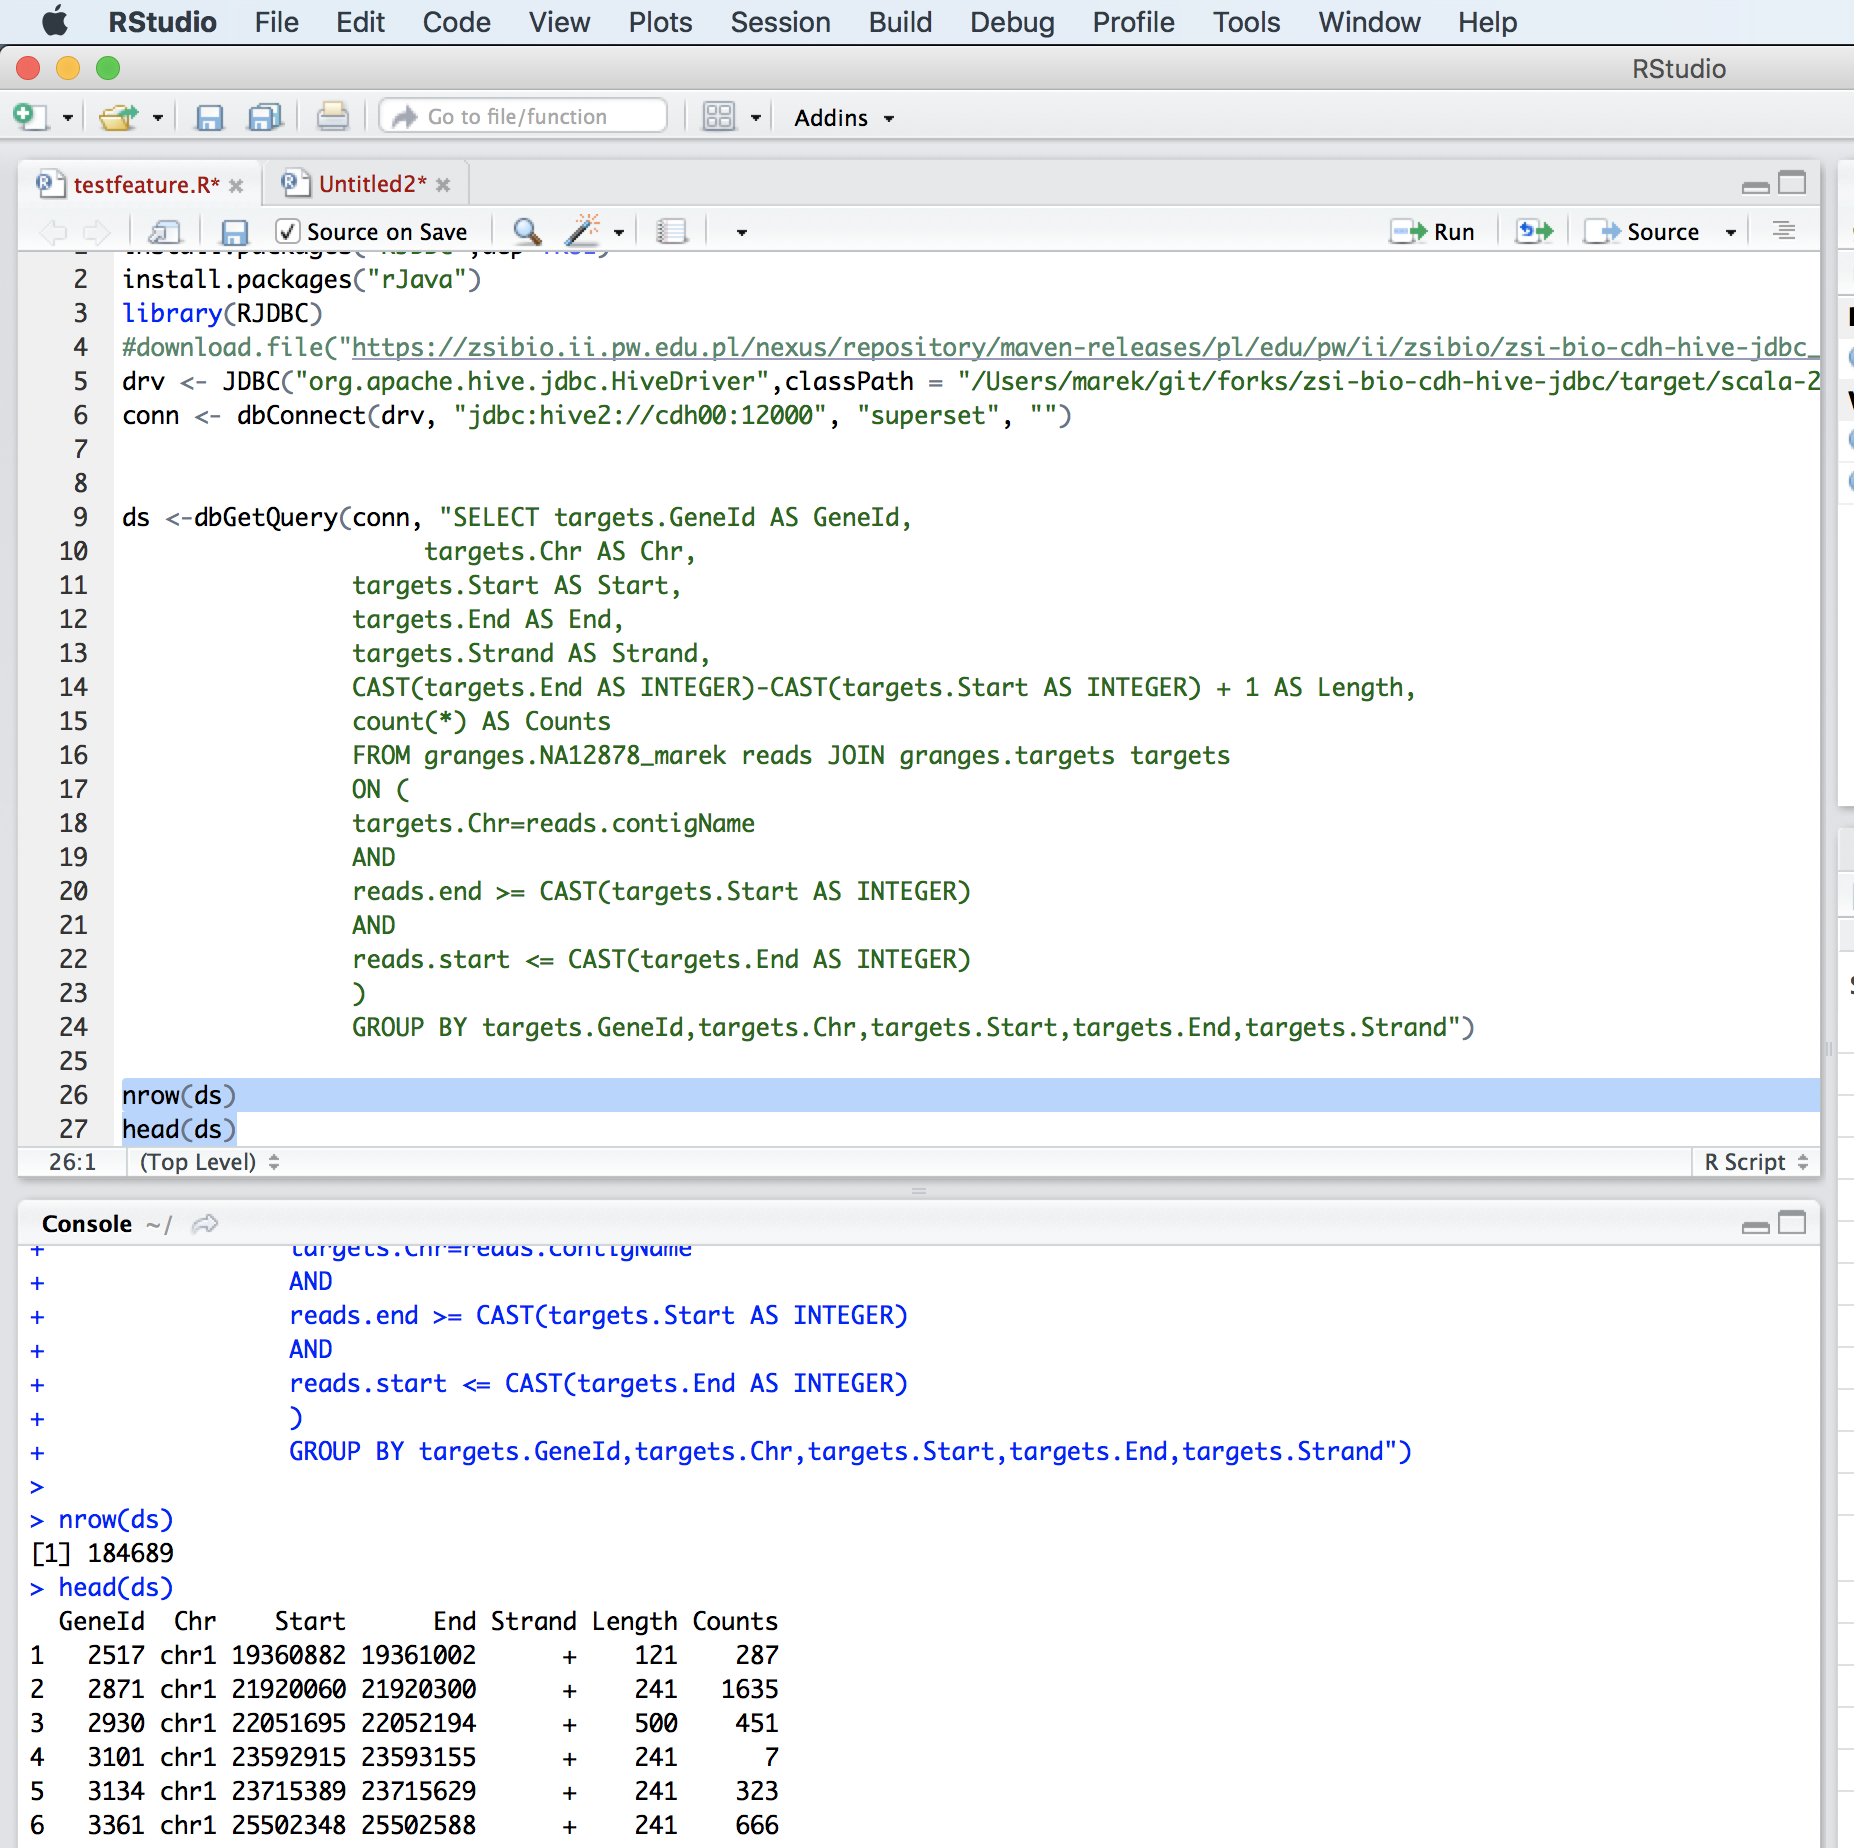 RStudio File Edit Code View Plots Session Build Debug Profile Tools Window Help
RStudio
Go to file/function Addins
testfeature.R* Untitled2*
Source on Save Run Source
2 install.packages("rJava")
3 library(RJDBC)
4 #download.file("https://zsibio.ii.pw.edu.pl/nexus/repository/maven-releases/pl/edu/pw/ii/zsibio/zsi-bio-cdh-hive-jdbc_
5 drv <- JDBC("org.apache.hive.jdbc.HiveDriver",classPath = "/Users/marek/git/forks/zsi-bio-cdh-hive-jdbc/target/scala-2
6 conn <- dbConnect(drv, "jdbc:hive2://cdh00:12000", "superset", "")
7
8
9 ds <-dbGetQuery(conn, "SELECT targets.GeneId AS GeneId,
10 targets.Chr AS Chr,
11 targets.Start AS Start,
12 targets.End AS End,
13 targets.Strand AS Strand,
14 CAST(targets.End AS INTEGER)-CAST(targets.Start AS INTEGER) + 1 AS Length,
15 count(*) AS Counts
16 FROM granges.NA12878_marek reads JOIN granges.targets targets
17 ON (
18 targets.Chr=reads.contigName
19 AND
20 reads.end >= CAST(targets.Start AS INTEGER)
21 AND
22 reads.start <= CAST(targets.End AS INTEGER)
23 )
24 GROUP BY targets.GeneId,targets.Chr,targets.Start,targets.End,targets.Strand")
25
26 nrow(ds)
27 head(ds)
26:1 (Top Level) R Script
Console ~/
+ targets.Chr=reads.contigName
+ AND
+ reads.end >= CAST(targets.Start AS INTEGER)
+ AND
+ reads.start <= CAST(targets.End AS INTEGER)
+ )
+ GROUP BY targets.GeneId,targets.Chr,targets.Start,targets.End,targets.Strand")
>
> nrow(ds)
[1] 184689
> head(ds)
GeneId Chr Start End Strand Length Counts
1 2517 chr1 19360882 19361002 + 121 287
2 2871 chr1 21920060 21920300 + 241 1635
3 2930 chr1 22051695 22052194 + 500 451
4 3101 chr1 23592915 23593155 + 241 7
5 3134 chr1 23715389 23715629 + 241 323
6 3361 chr1 25502348 25502588 + 241 666